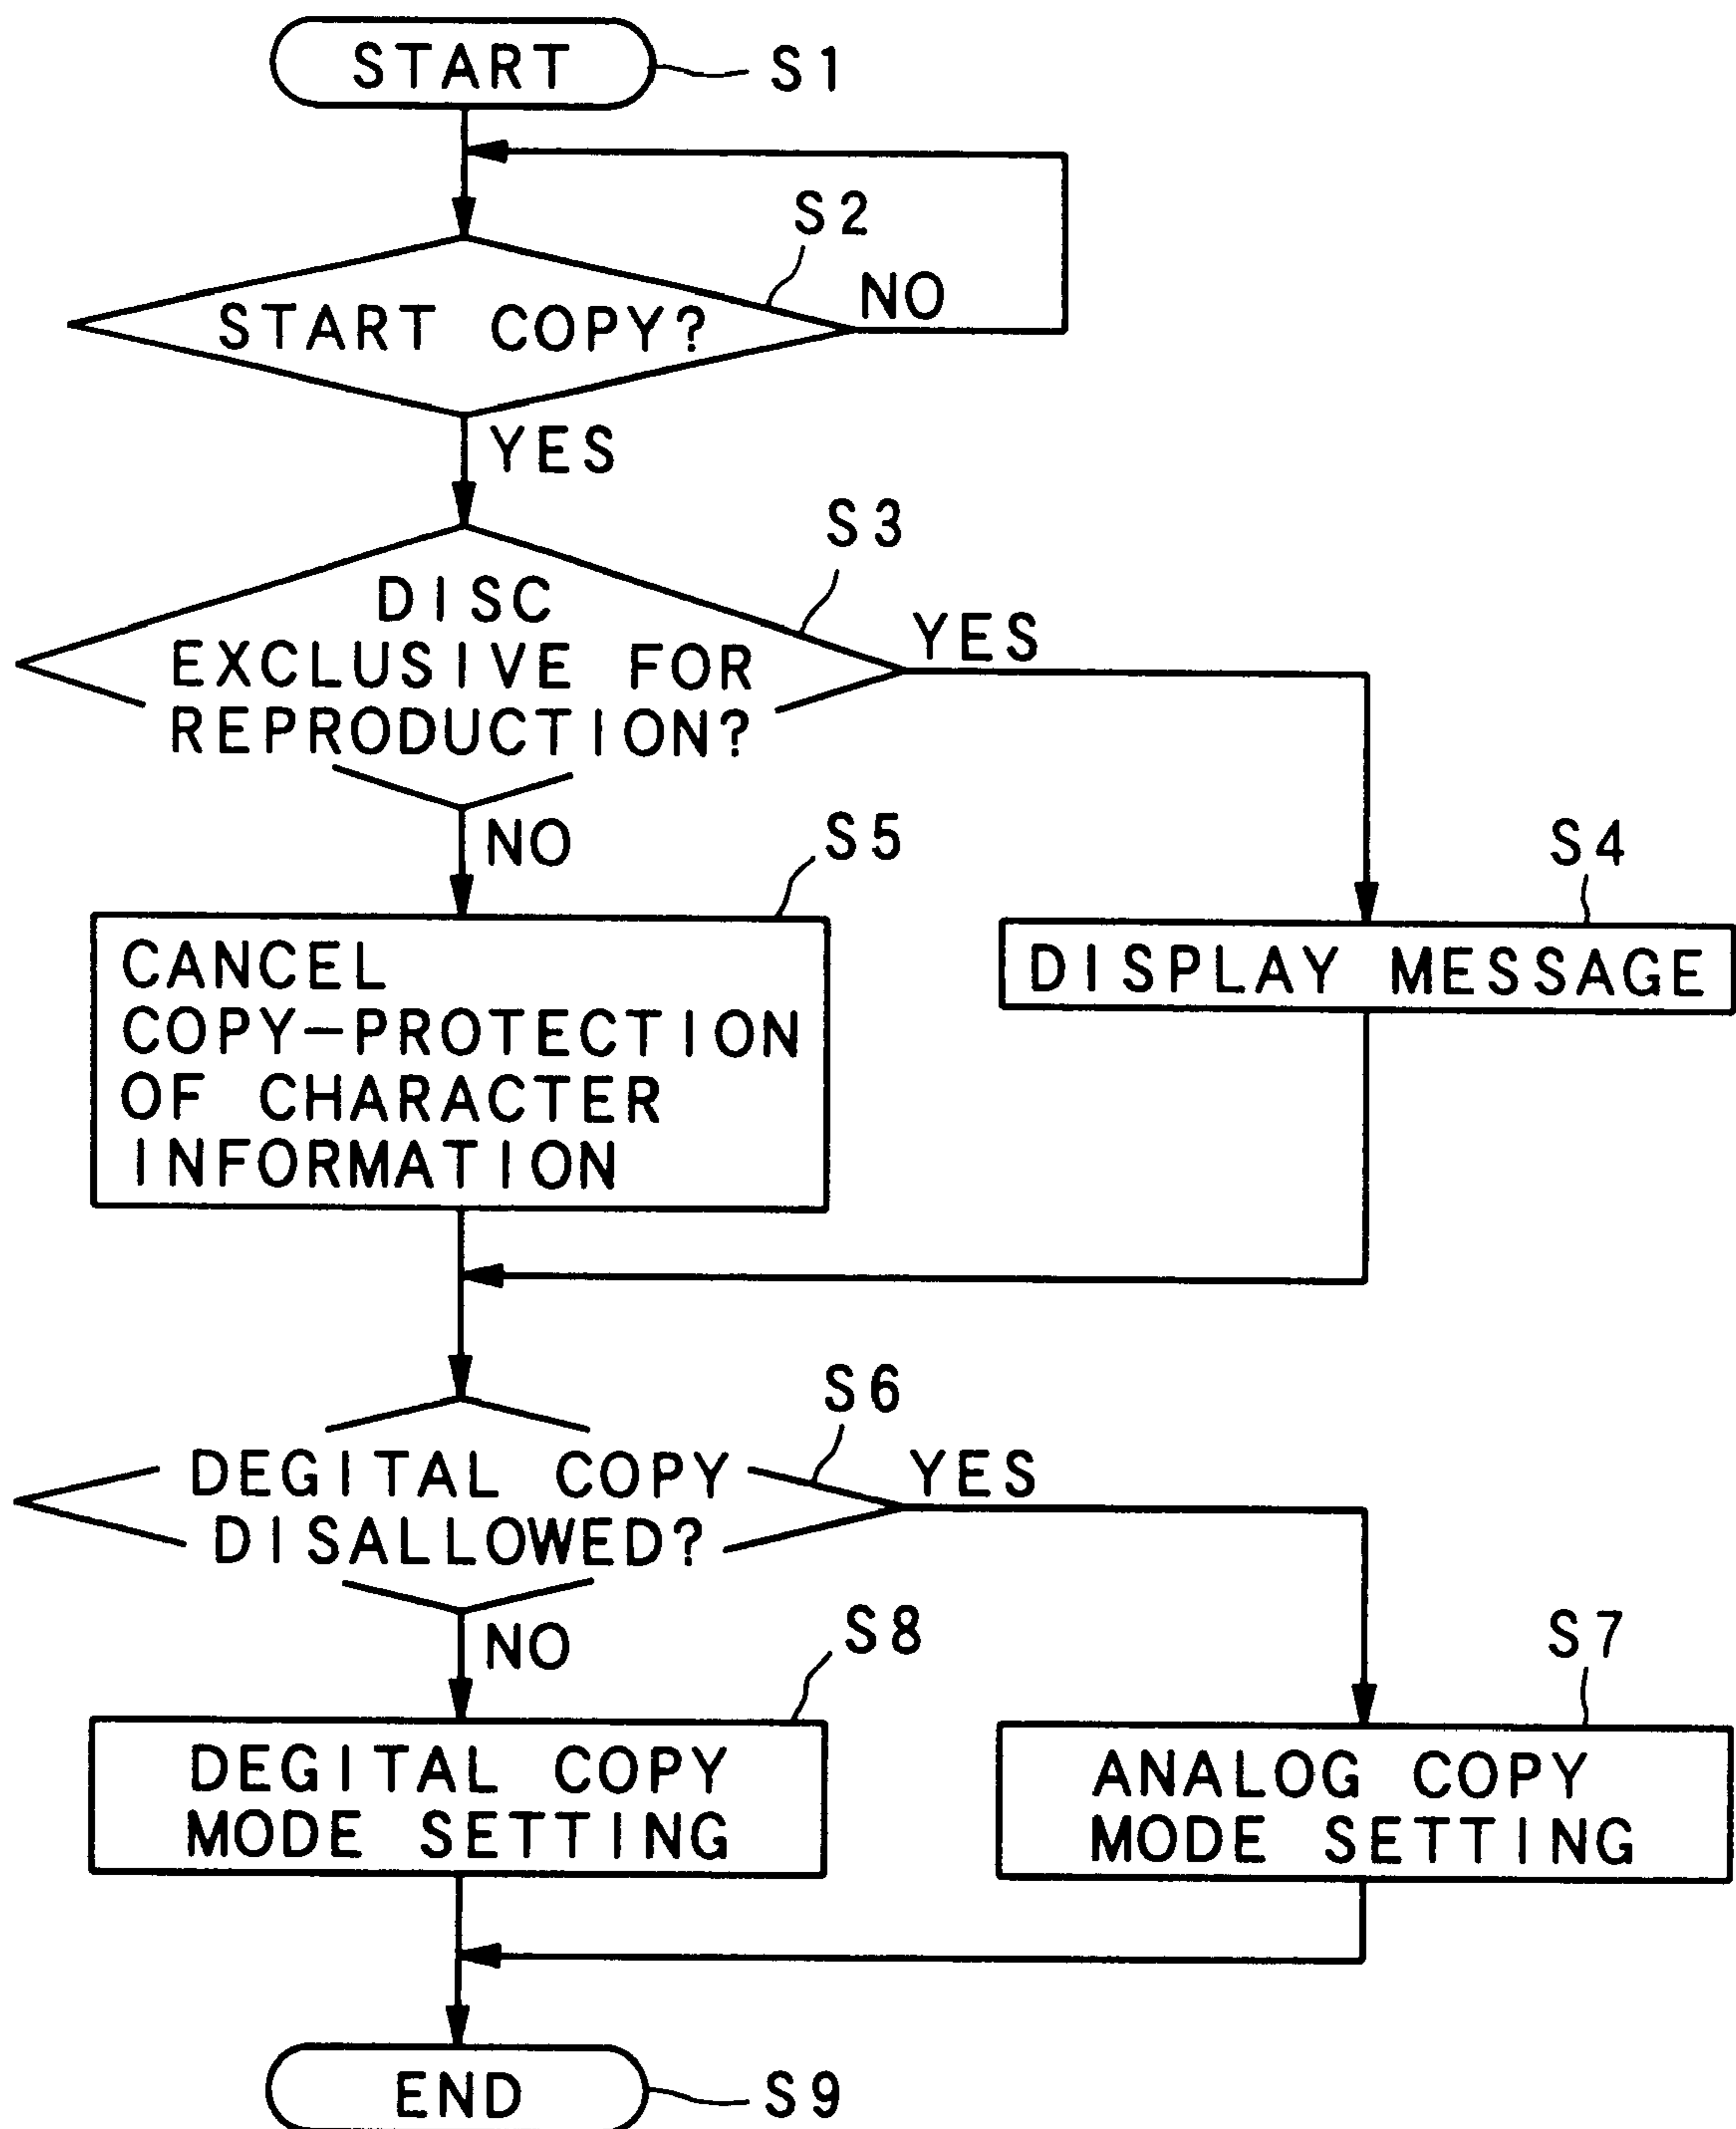 START
S1
S2
START COPY?
NO
YES
S3
DISC
EXCLUSIVE FOR
REPRODUCTION?
YES
NO
S5
S4
CANCEL
COPY-PROTECTION
OF CHARACTER
INFORMATION
DISPLAY MESSAGE
S6
DEGITAL COPY
DISALLOWED?
YES
NO
S8
S7
DEGITAL COPY
MODE SETTING
ANALOG COPY
MODE SETTING
END
S9